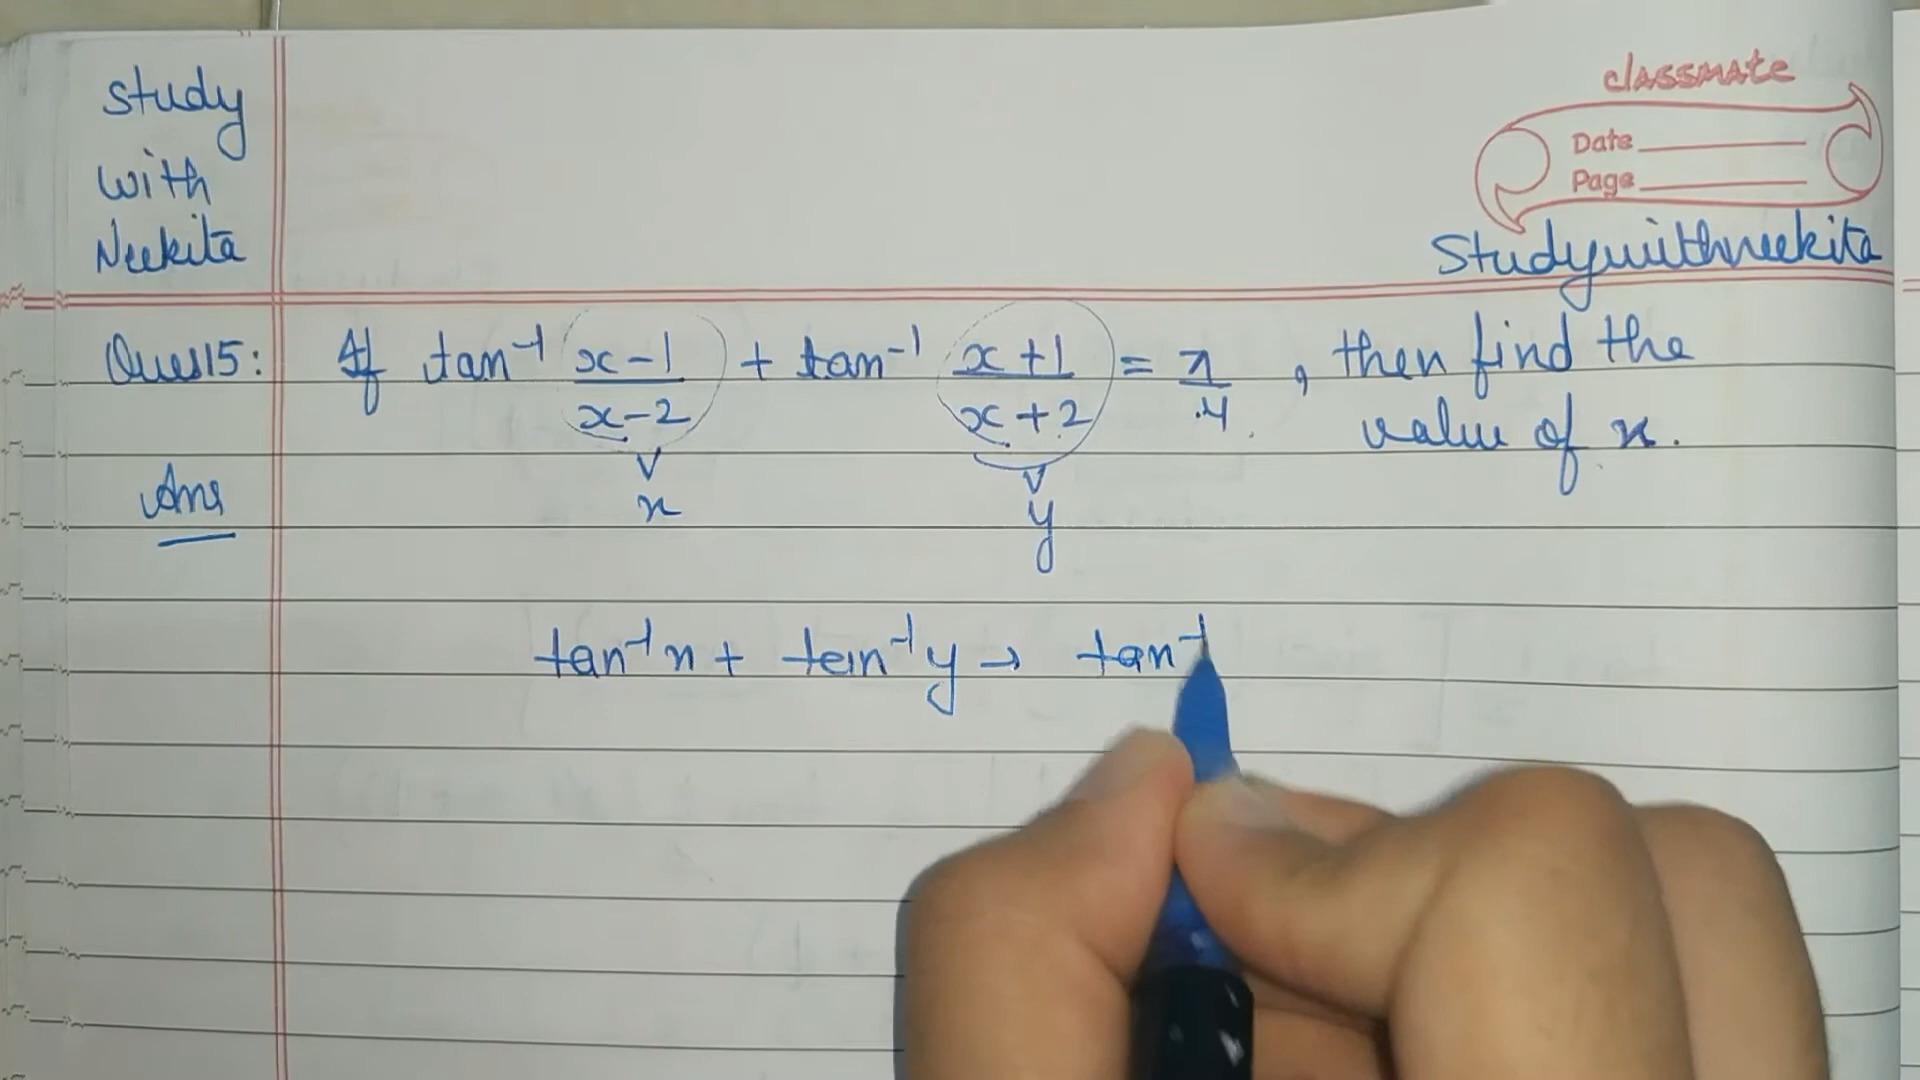 study
with
Neekita
classmate
Date
Page
Studywithneekita
Ques15: If tan⁻¹ (x-1)/(x-2) + tan⁻¹ (x+1)/(x+2) = π/4, then find the
value of x.
x
y
Ans
tan⁻¹x + tan⁻¹y → tan⁻¹